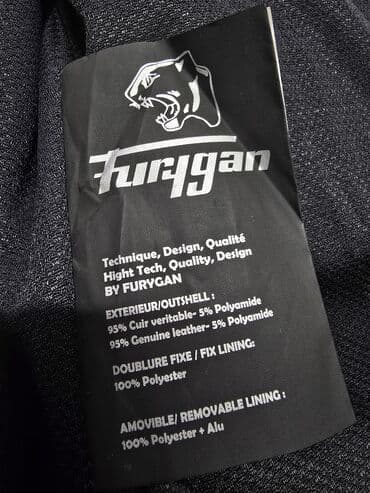 Furygan
Technique, Design, Qualité
Hight Tech, Quality, Design
BY FURYGAN
EXTERIEUR/OUTSHELL :
95% Cuir veritable- 5% Polyamide
95% Genuine leather- 5% Polyamide
DOUBLURE FIXE / FIX LINING:
100% Polyester
AMOVIBLE/ REMOVABLE LINING :
100% Polyester + Alu